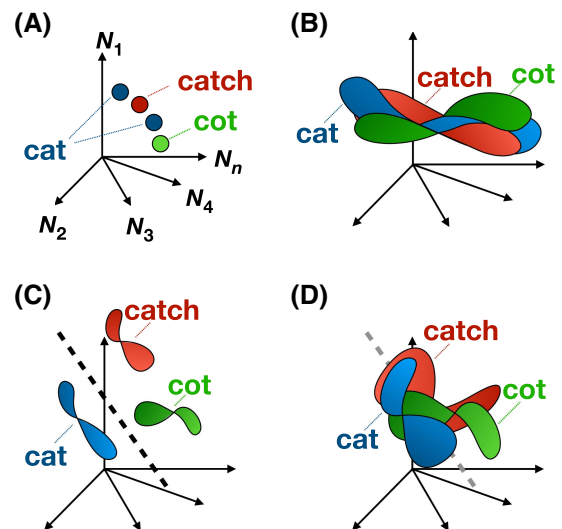 (A)
N1
catch
cot
cat
Nn
N4
N2
N3
(B)
catch
cot
cat
(C)
catch
cot
cat
(D)
catch
cot
cat